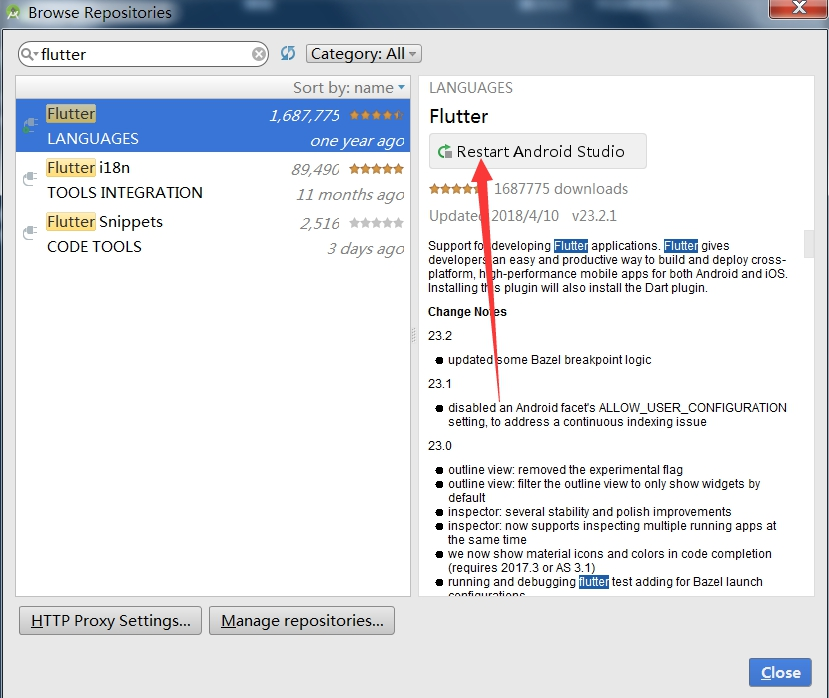 Browse Repositories
flutter
Category: All
Sort by: name
Flutter 1,687,775
LANGUAGES one year ago
Flutter i18n 89,490
TOOLS INTEGRATION 11 months ago
Flutter Snippets 2,516
CODE TOOLS 3 days ago
LANGUAGES
Flutter
Restart Android Studio
1687775 downloads
Updated 2018/4/10 v23.2.1
Support for developing Flutter applications. Flutter gives
developers an easy and productive way to build and deploy cross-
platform, high-performance mobile apps for both Android and iOS.
Installing this plugin will also install the Dart plugin.
Change Notes
23.2
updated some Bazel breakpoint logic
23.1
disabled an Android facet's ALLOW_USER_CONFIGURATION
setting, to address a continuous indexing issue
23.0
outline view: removed the experimental flag
outline view: filter the outline view to only show widgets by
default
inspector: several stability and polish improvements
inspector: now supports inspecting multiple running apps at
the same time
we now show material icons and colors in code completion
(requires 2017.3 or AS 3.1)
running and debugging flutter test adding for Bazel launch
configurations
HTTP Proxy Settings...
Manage repositories...
Close